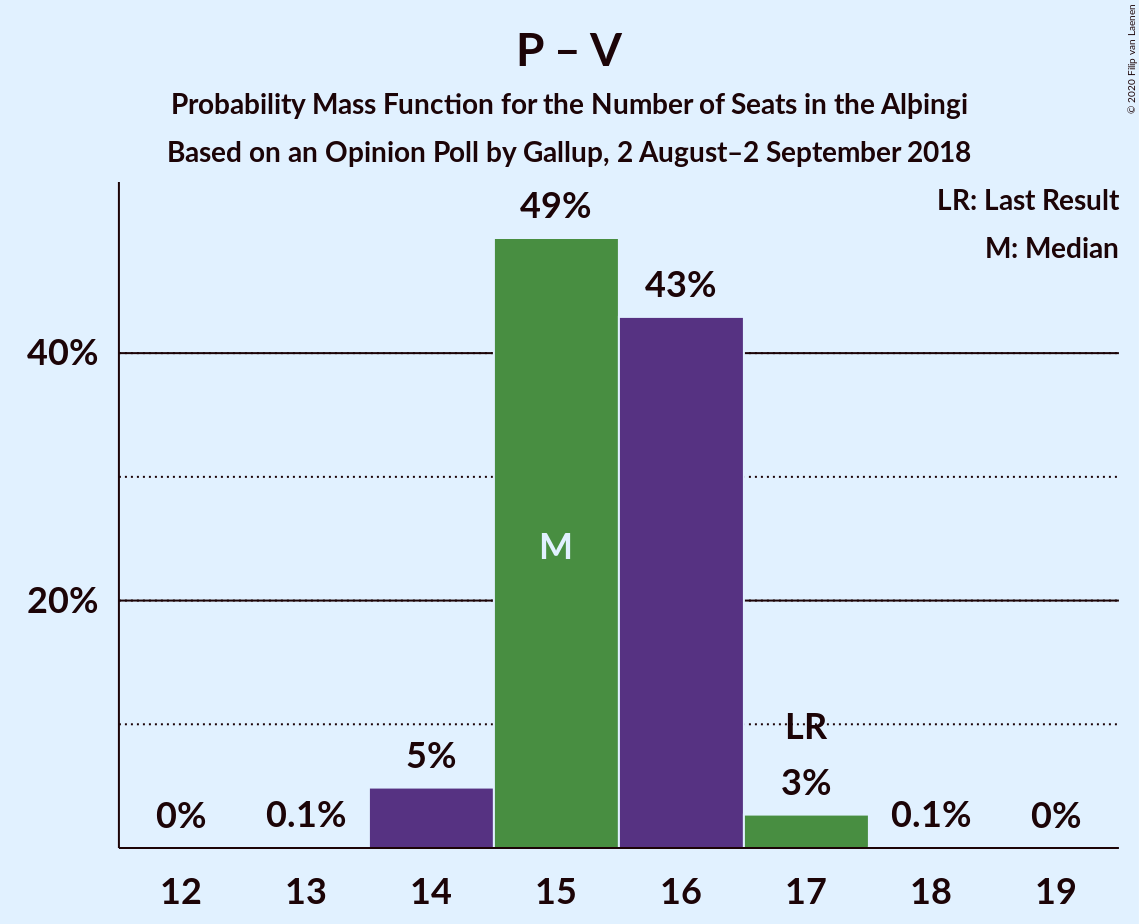 P – V
Probability Mass Function for the Number of Seats in the Alþingi
Based on an Opinion Poll by Gallup, 2 August–2 September 2018
© 2020 Filip van Laenen
LR: Last Result
M: Median
49%
43%
40%
M
20%
LR
5%
3%
0%
0.1%
0.1%
0%
12 13 14 15 16 17 18 19